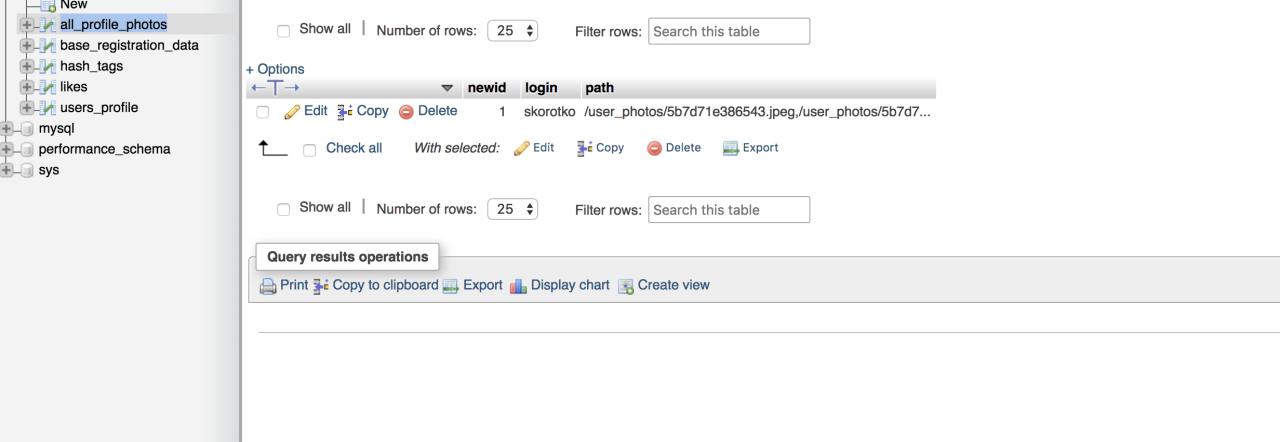 New
all_profile_photos
base_registration_data
hash_tags
likes
users_profile
mysql
performance_schema
sys
Show all | Number of rows: 25 Filter rows: Search this table
+ Options
←T→ newid login path
Edit Copy Delete 1 skorotko /user_photos/5b7d71e386543.jpeg,/user_photos/5b7d7...
Check all With selected: Edit Copy Delete Export
Show all | Number of rows: 25 Filter rows: Search this table
Query results operations
Print Copy to clipboard Export Display chart Create view